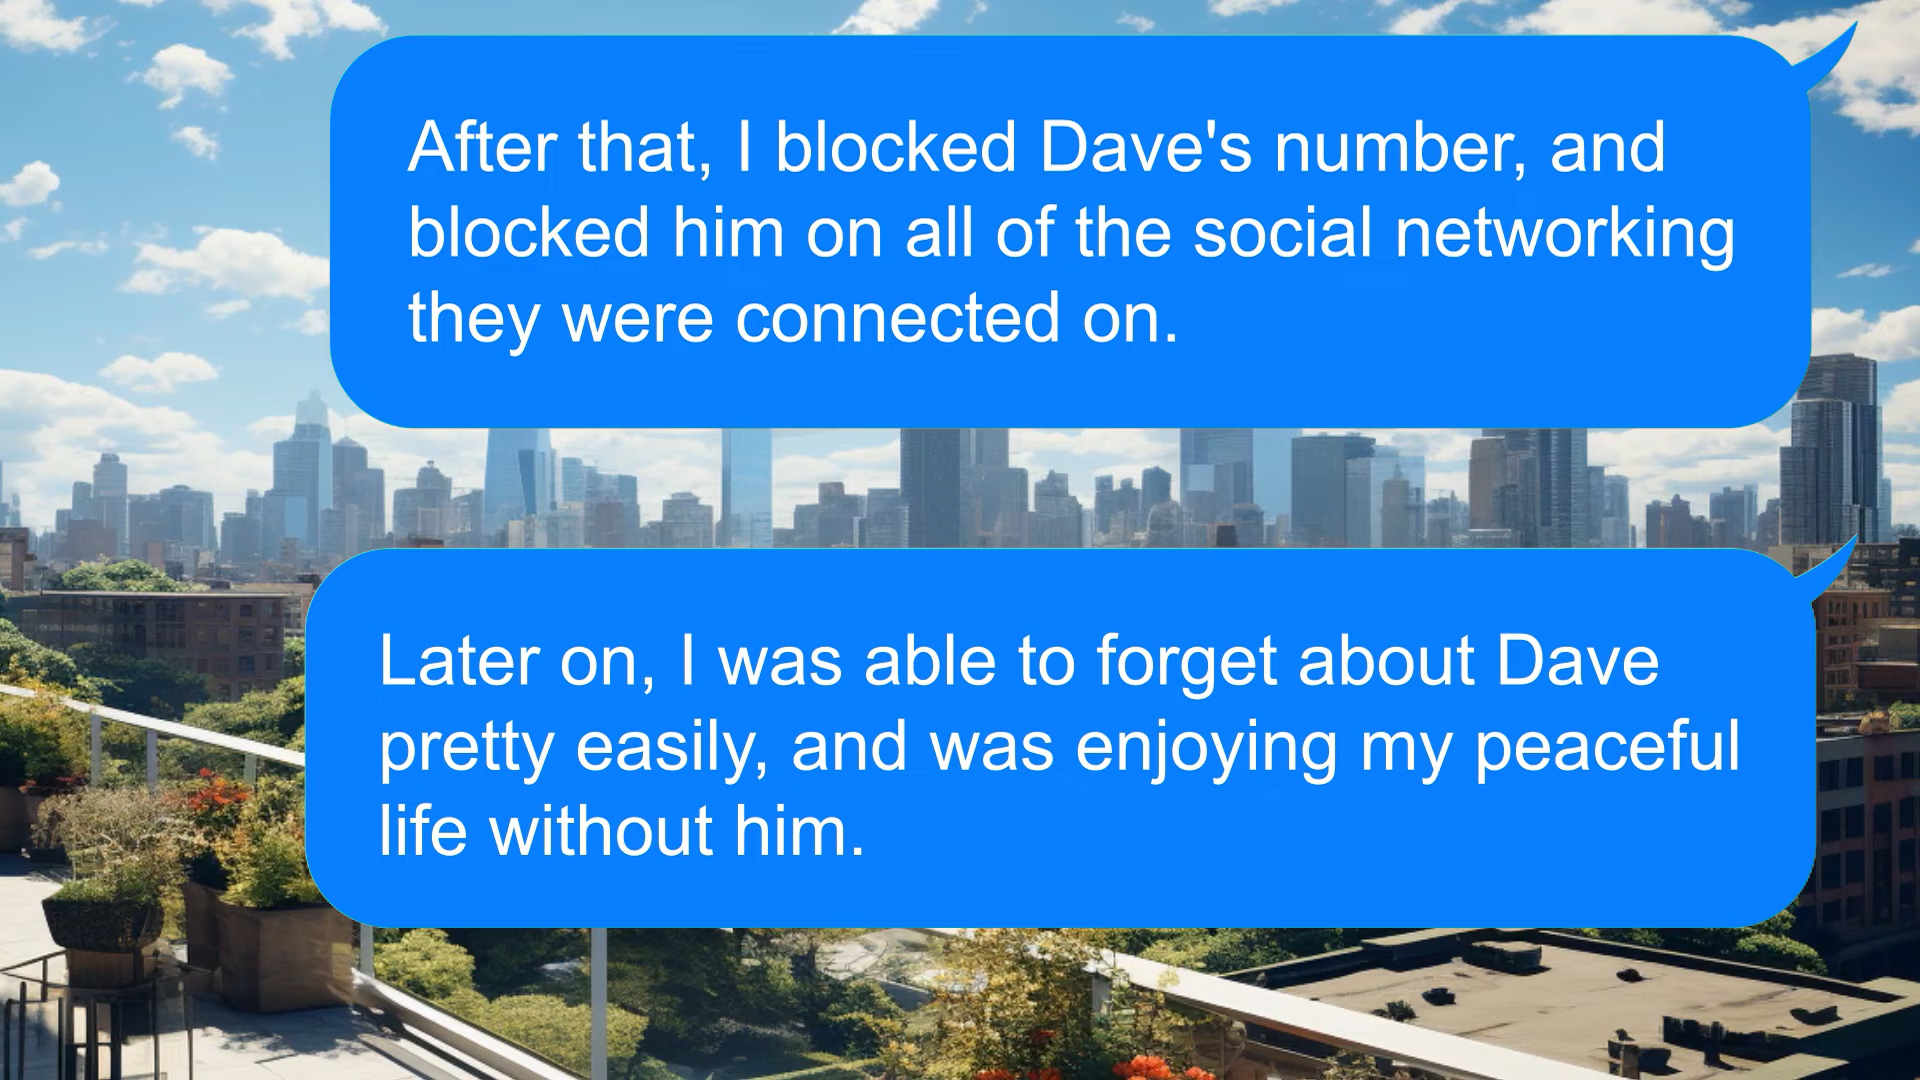 After that, I blocked Dave's number, and
blocked him on all of the social networking
they were connected on.
Later on, I was able to forget about Dave
pretty easily, and was enjoying my peaceful
life without him.